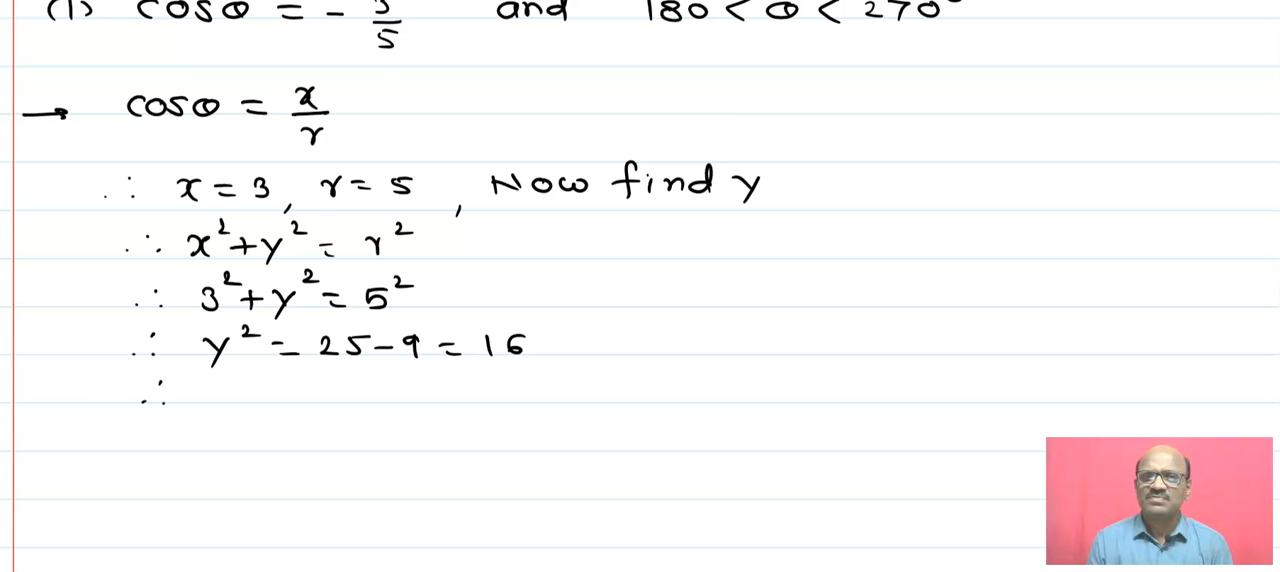 (1) cosθ = - 3/5 and 180 < θ < 270°
→ cosθ = x/r
∴ x = 3, r = 5, Now find y
∴ x² + y² = r²
∴ 3² + y² = 5²
∴ y² = 25 - 9 = 16
∴